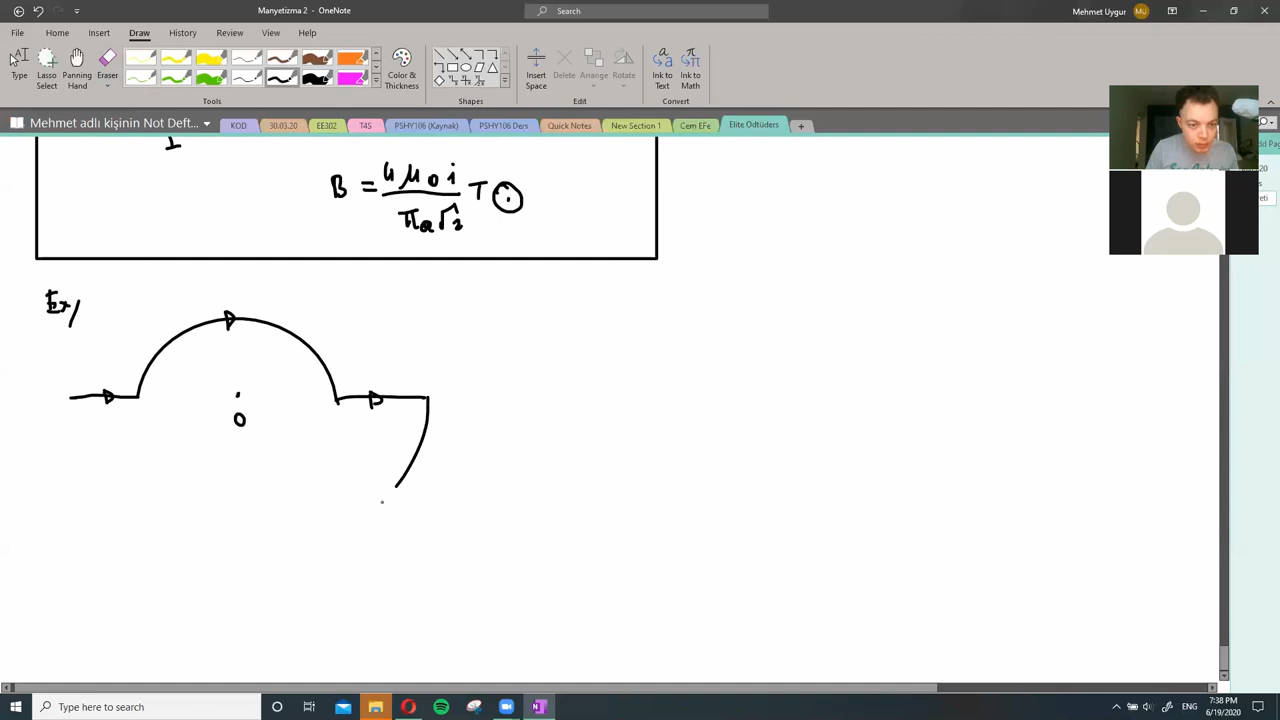 Manyetizma 2 - OneNote
Search
Mehmet Uygur
MU
File Home Insert Draw History Review View Help
Type
Lasso Select
Panning Hand
Eraser
Color & Thickness
Insert Space
Delete
Arrange
Rotate
Ink to Text
Ink to Math
Tools
Shapes
Edit
Convert
Mehmet adlı kişinin Not Deft...
KOD
30.03.20
EE302
T4S
PSHY106 (Kaynak)
PSHY106 Ders
Quick Notes
New Section 1
Cem EFe
Elite Odtüders
I
B = 4μ0i / πa√2 T ⊙
Ex/
O
Type here to search
ENG
7:38 PM
6/19/2020